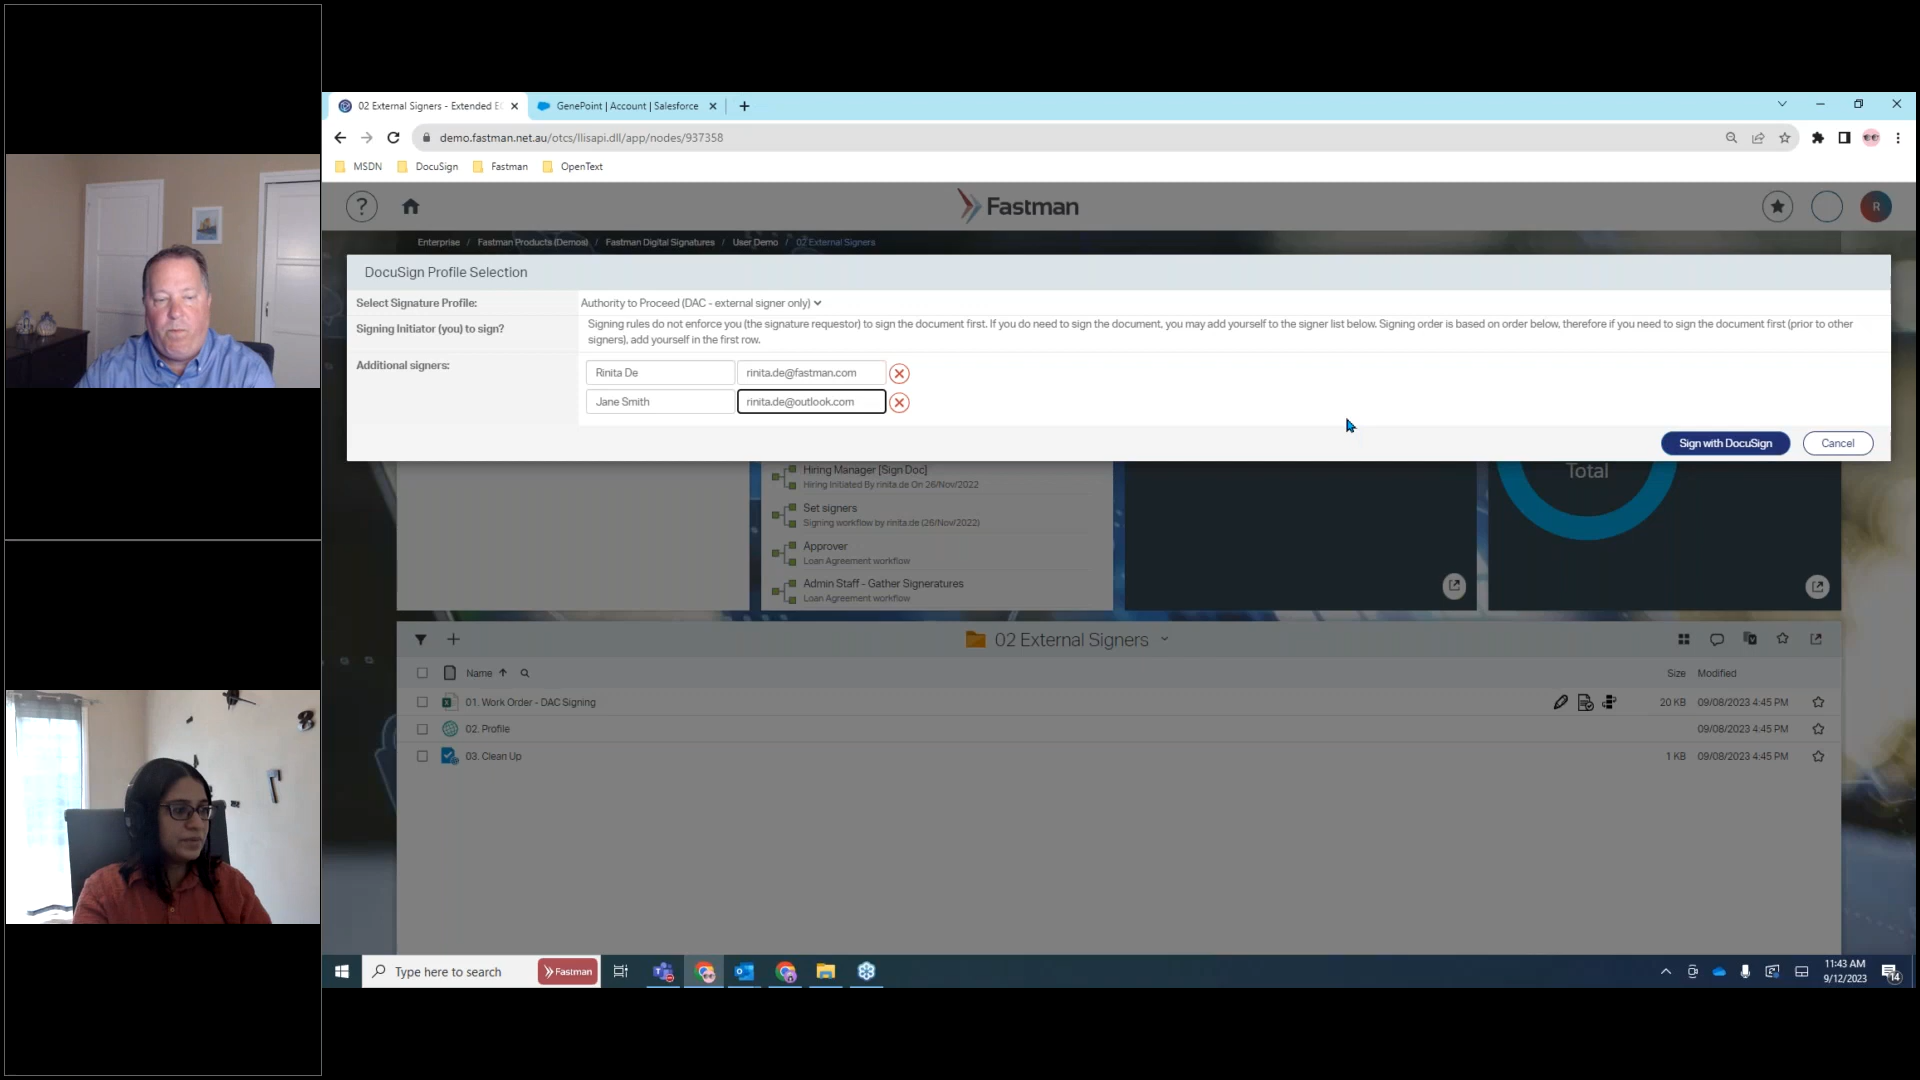 02 External Signers - Extended E
GenePoint | Account | Salesforce
demo.fastman.net.au/otcs/llisapi.dll/app/nodes/937358
MSDN
DocuSign
Fastman
OpenText
?
Fastman
R
Enterprise / Fastman Products (Demos) / Fastman Digital Signatures / User Demo / 02 External Signers
DocuSign Profile Selection
Select Signature Profile:
Authority to Proceed (DAC - external signer only)
Signing Initiator (you) to sign?
Signing rules do not enforce you (the signature requestor) to sign the document first. If you do need to sign the document, you may add yourself to the signer list below. Signing order is based on order below, therefore if you need to sign the document first (prior to other
signers), add yourself in the first row.
Additional signers:
Rinita De
rinita.de@fastman.com
Jane Smith
rinita.de@outlook.com
Sign with DocuSign
Cancel
Hiring Manager [Sign Doc]
Hiring Initiated By rinita.de On 26/Nov/2022
Set signers
Signing workflow by rinita.de (26/Nov/2022)
Approver
Loan Agreement workflow
Admin Staff - Gather Signeratures
Loan Agreement workflow
Total
02 External Signers
Name
Size
Modified
01. Work Order - DAC Signing
20 KB
09/08/2023 4:45 PM
02. Profile
09/08/2023 4:45 PM
03. Clean Up
1 KB
09/08/2023 4:45 PM
Type here to search
Fastman
11:43 AM
9/12/2023
14